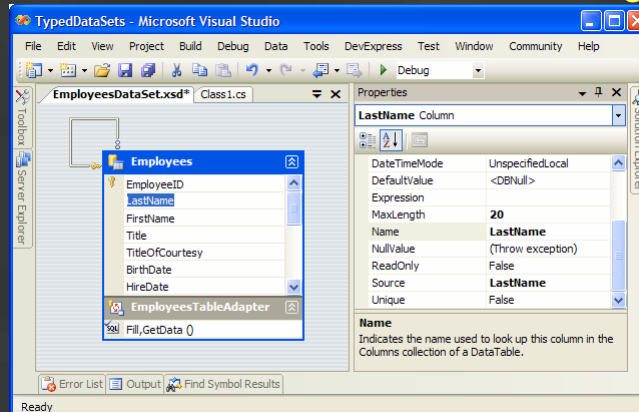 TypedDataSets - Microsoft Visual Studio
File Edit View Project Build Debug Data Tools DevExpress Test Window Community Help
Debug
EmployeesDataSet.xsd* Class1.cs
Toolbox
Server Explorer
Employees
EmployeeID
LastName
FirstName
Title
TitleOfCourtesy
BirthDate
HireDate
EmployeesTableAdapter
SQL Fill,GetData ()
Properties
LastName Column
DateTimeMode UnspecifiedLocal
DefaultValue <DBNull>
Expression
MaxLength 20
Name LastName
NullValue (Throw exception)
ReadOnly False
Source LastName
Unique False
Name
Indicates the name used to look up this column in the
Columns collection of a DataTable.
Solution Explorer
Error List Output Find Symbol Results
Ready